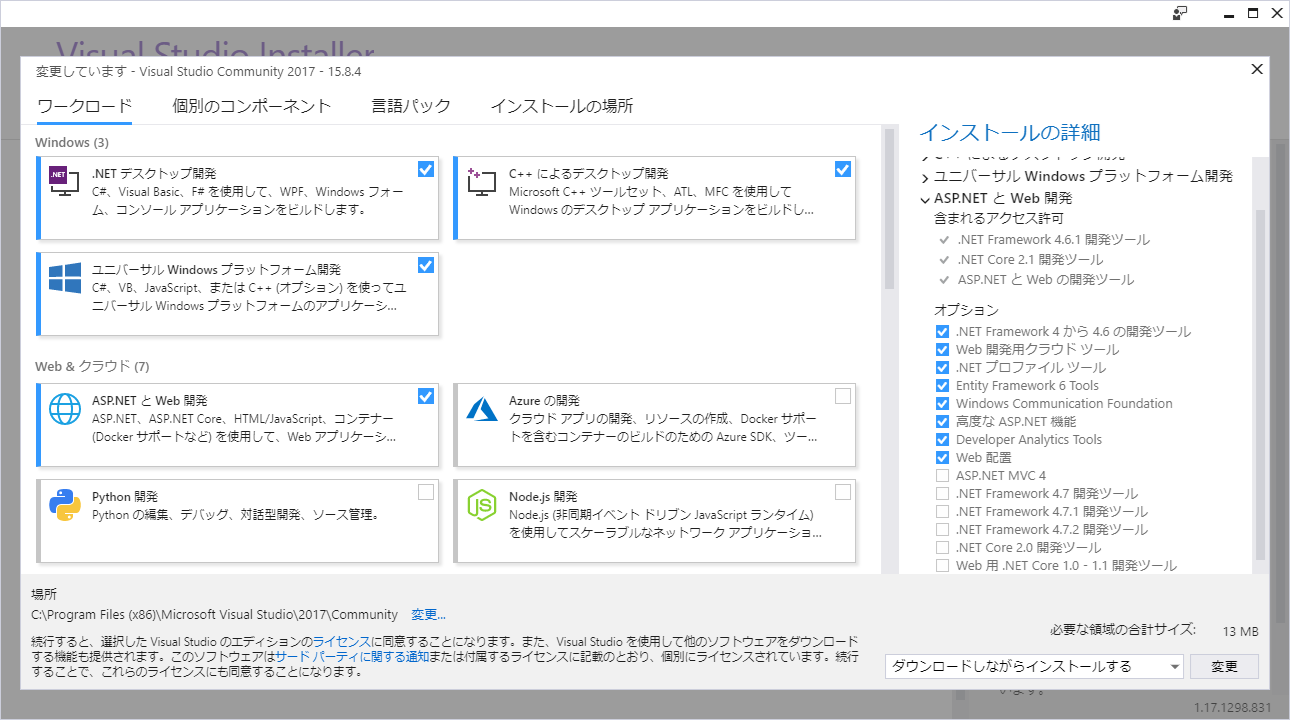 Visual Studio Installer
変更しています - Visual Studio Community 2017 - 15.8.4
ワークロード 個別のコンポーネント 言語パック インストールの場所
Windows (3)
.NET デスクトップ開発
C#、Visual Basic、F# を使用して、WPF、Windows フォー
ム、コンソール アプリケーションをビルドします。
C++ によるデスクトップ開発
Microsoft C++ ツールセット、ATL、MFC を使用して
Windows のデスクトップ アプリケーションをビルドし...
ユニバーサル Windows プラットフォーム開発
C#、VB、JavaScript、または C++ (オプション) を使ってユ
ニバーサル Windows プラットフォームのアプリケーシ...
Web & クラウド (7)
ASP.NET と Web 開発
ASP.NET、ASP.NET Core、HTML/JavaScript、コンテナー
(Docker サポートなど) を使用して、Web アプリケーシ...
Azure の開発
クラウド アプリの開発、リソースの作成、Docker サポー
トを含むコンテナーのビルドのための Azure SDK、ツー...
Python 開発
Python の編集、デバッグ、対話型開発、ソース管理。
Node.js 開発
Node.js (非同期イベント ドリブン JavaScript ランタイム)
を使用してスケーラブルなネットワーク アプリケーショ...
インストールの詳細
C++ によるデスクトップ開発
ユニバーサル Windows プラットフォーム開発
ASP.NET と Web 開発
含まれるアクセス許可
.NET Framework 4.6.1 開発ツール
.NET Core 2.1 開発ツール
ASP.NET と Web の開発ツール
オプション
.NET Framework 4 から 4.6 の開発ツール
Web 開発用クラウド ツール
.NET プロファイル ツール
Entity Framework 6 Tools
Windows Communication Foundation
高度な ASP.NET 機能
Developer Analytics Tools
Web 配置
ASP.NET MVC 4
.NET Framework 4.7 開発ツール
.NET Framework 4.7.1 開発ツール
.NET Framework 4.7.2 開発ツール
.NET Core 2.0 開発ツール
Web 用 .NET Core 1.0 - 1.1 開発ツール
場所
C:\Program Files (x86)\Microsoft Visual Studio\2017\Community 変更...
続行すると、選択した Visual Studio のエディションのライセンスに同意することになります。また、Visual Studio を使用して他のソフトウェアをダウンロード
する機能も提供されます。このソフトウェアはサード パーティに関する通知または付属するライセンスに記載のとおり、個別にライセンスされています。続行
することで、これらのライセンスにも同意することになります。
必要な領域の合計サイズ: 13 MB
ダウンロードしながらインストールする 変更
います。
1.17.1298.831